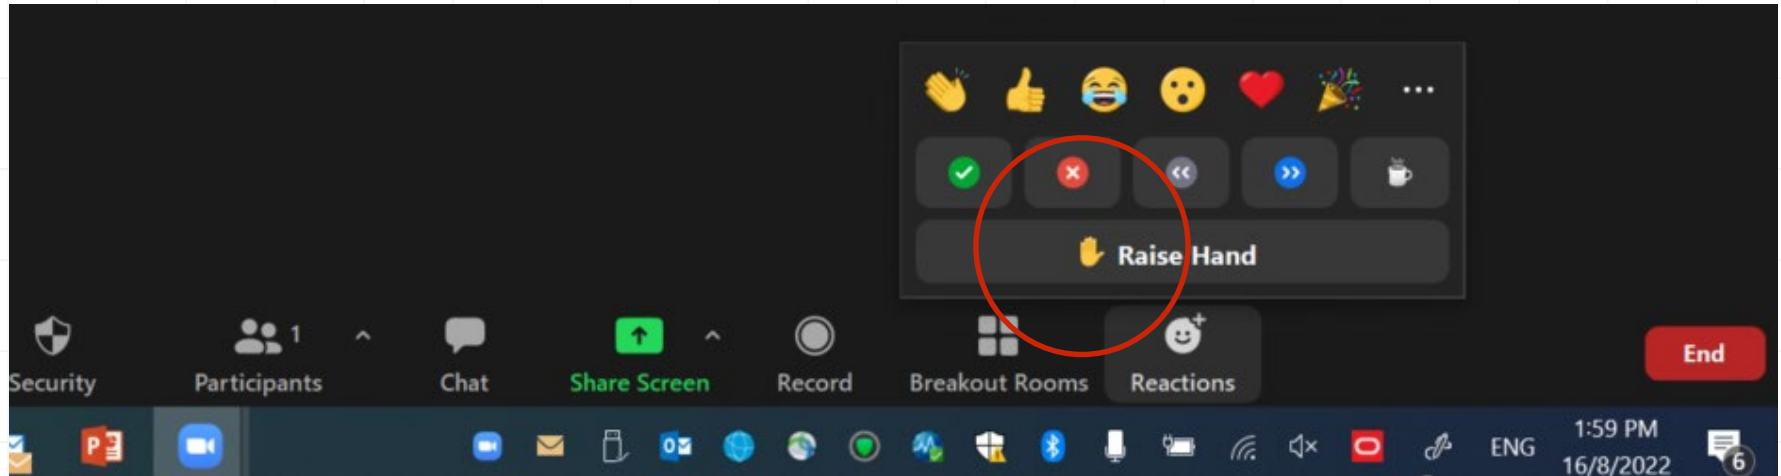 Raise Hand
1
Security
Participants
Chat
Share Screen
Record
Breakout Rooms
Reactions
End
ENG
1:59 PM
16/8/2022
6